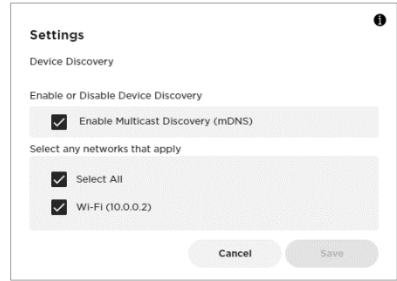 Settings
Device Discovery
Enable or Disable Device Discovery
Enable Multicast Discovery (mDNS)
Select any networks that apply
Select All
Wi-Fi (10.0.0.2)
Cancel Save